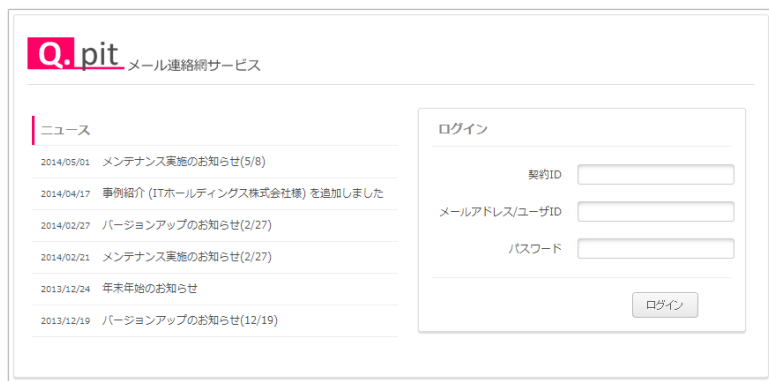 Q.pit メール連絡網サービス
ニュース
2014/05/01 メンテナンス実施のお知らせ(5/8)
2014/04/17 事例紹介 (ITホールディングス株式会社様) を追加しました
2014/02/27 バージョンアップのお知らせ(2/27)
2014/02/21 メンテナンス実施のお知らせ(2/27)
2013/12/24 年末年始のお知らせ
2013/12/19 バージョンアップのお知らせ(12/19)
ログイン
契約ID
メールアドレス/ユーザID
パスワード
ログイン